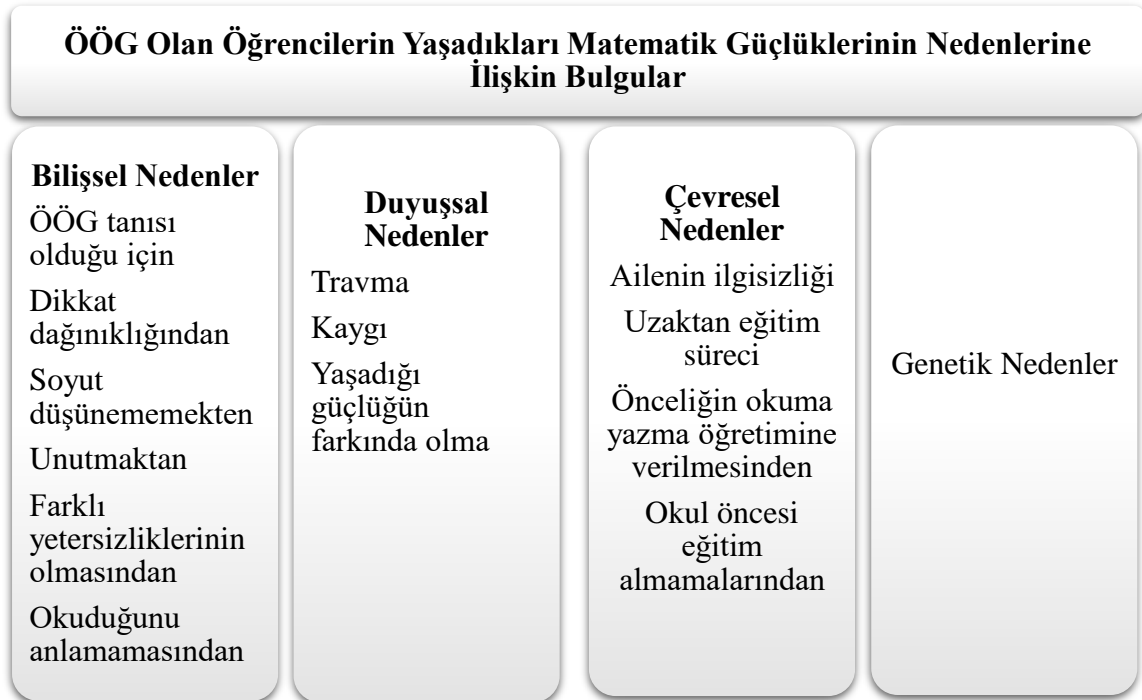 ÖÖG Olan Öğrencilerin Yaşadıkları Matematik Güçlüklerinin Nedenlerine
İlişkin Bulgular
Bilişsel Nedenler
ÖÖG tanısı
olduğu için
Dikkat
dağınıklığından
Soyut
düşünememekten
Unutmaktan
Farklı
yetersizliklerinin
olmasından
Okuduğunu
anlamamasından
Duyuşsal
Nedenler
Travma
Kaygı
Yaşadığı
güçlüğün
farkında olma
Çevresel
Nedenler
Ailenin ilgisizliği
Uzaktan eğitim
süreci
Önceliğin okuma
yazma öğretimine
verilmesinden
Okul öncesi
eğitim
almamalarından
Genetik Nedenler